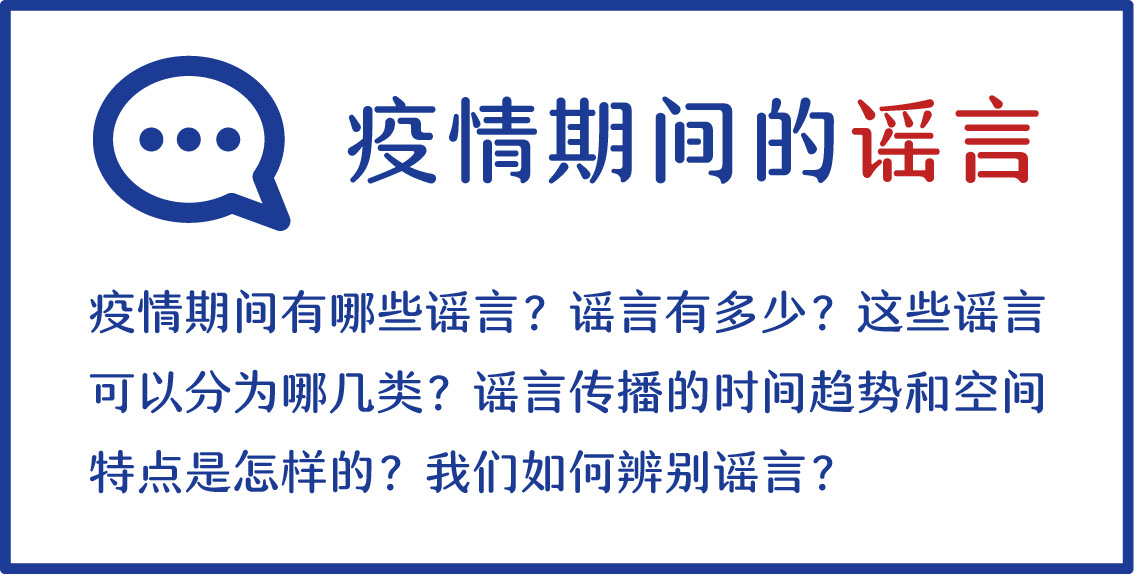 疫情期间的谣言
疫情期间有哪些谣言？谣言有多少？这些谣言
可以分为哪几类？谣言传播的时间趋势和空间
特点是怎样的？我们如何辨别谣言？